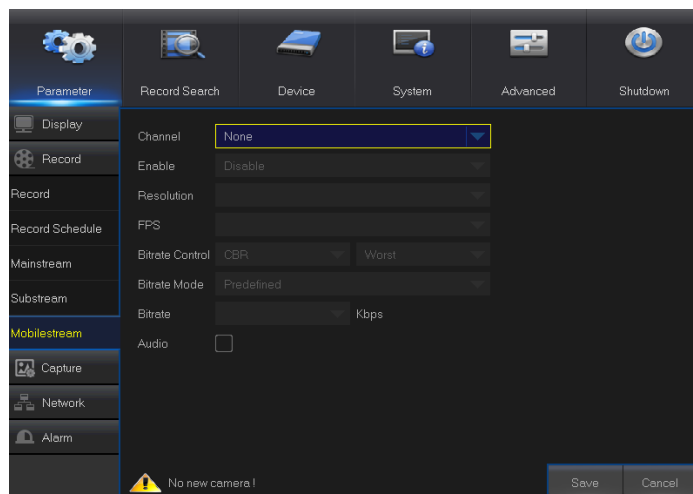 Parameter
Record Search
Device
System
Advanced
Shutdown
Display
Record
Record
Record Schedule
Mainstream
Substream
Mobilestream
Capture
Network
Alarm
Channel None
Enable Disable
Resolution
FPS
Bitrate Control CBR Worst
Bitrate Mode Predefined
Bitrate Kbps
Audio
No new camera !
Save Cancel